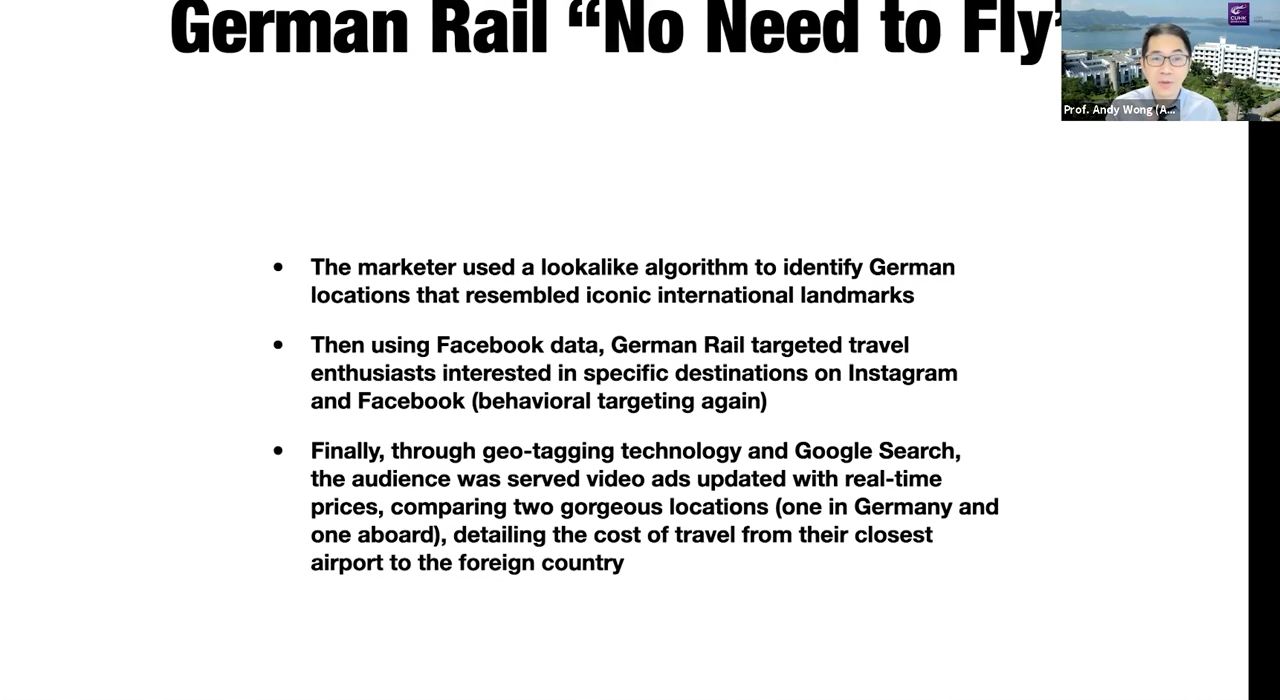 German Rail “No Need to Fly”
CUHK
Prof. Andy Wong (A...
• The marketer used a lookalike algorithm to identify German
locations that resembled iconic international landmarks
• Then using Facebook data, German Rail targeted travel
enthusiasts interested in specific destinations on Instagram
and Facebook (behavioral targeting again)
• Finally, through geo-tagging technology and Google Search,
the audience was served video ads updated with real-time
prices, comparing two gorgeous locations (one in Germany and
one aboard), detailing the cost of travel from their closest
airport to the foreign country